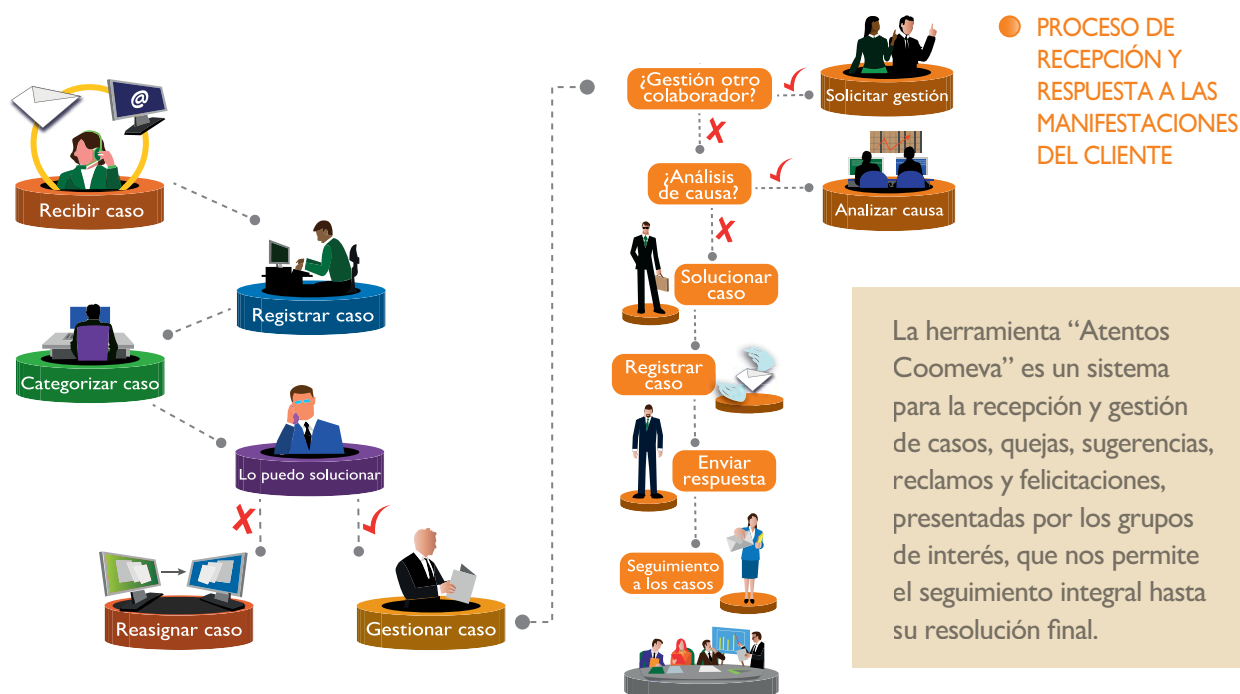 PROCESO DE
RECEPCIÓN Y
RESPUESTA A LAS
MANIFESTACIONES
DEL CLIENTE
@
Recibir caso
Registrar caso
Categorizar caso
Lo puedo solucionar
Reasignar caso
Gestionar caso
¿Gestión otro
colaborador?
Solicitar gestión
¿Análisis
de causa?
Analizar causa
Solucionar
caso
Registrar
caso
Enviar
respuesta
Seguimiento
a los casos
La herramienta “Atentos
Coomeva” es un sistema
para la recepción y gestión
de casos, quejas, sugerencias,
reclamos y felicitaciones,
presentadas por los grupos
de interés, que nos permite
el seguimiento integral hasta
su resolución final.